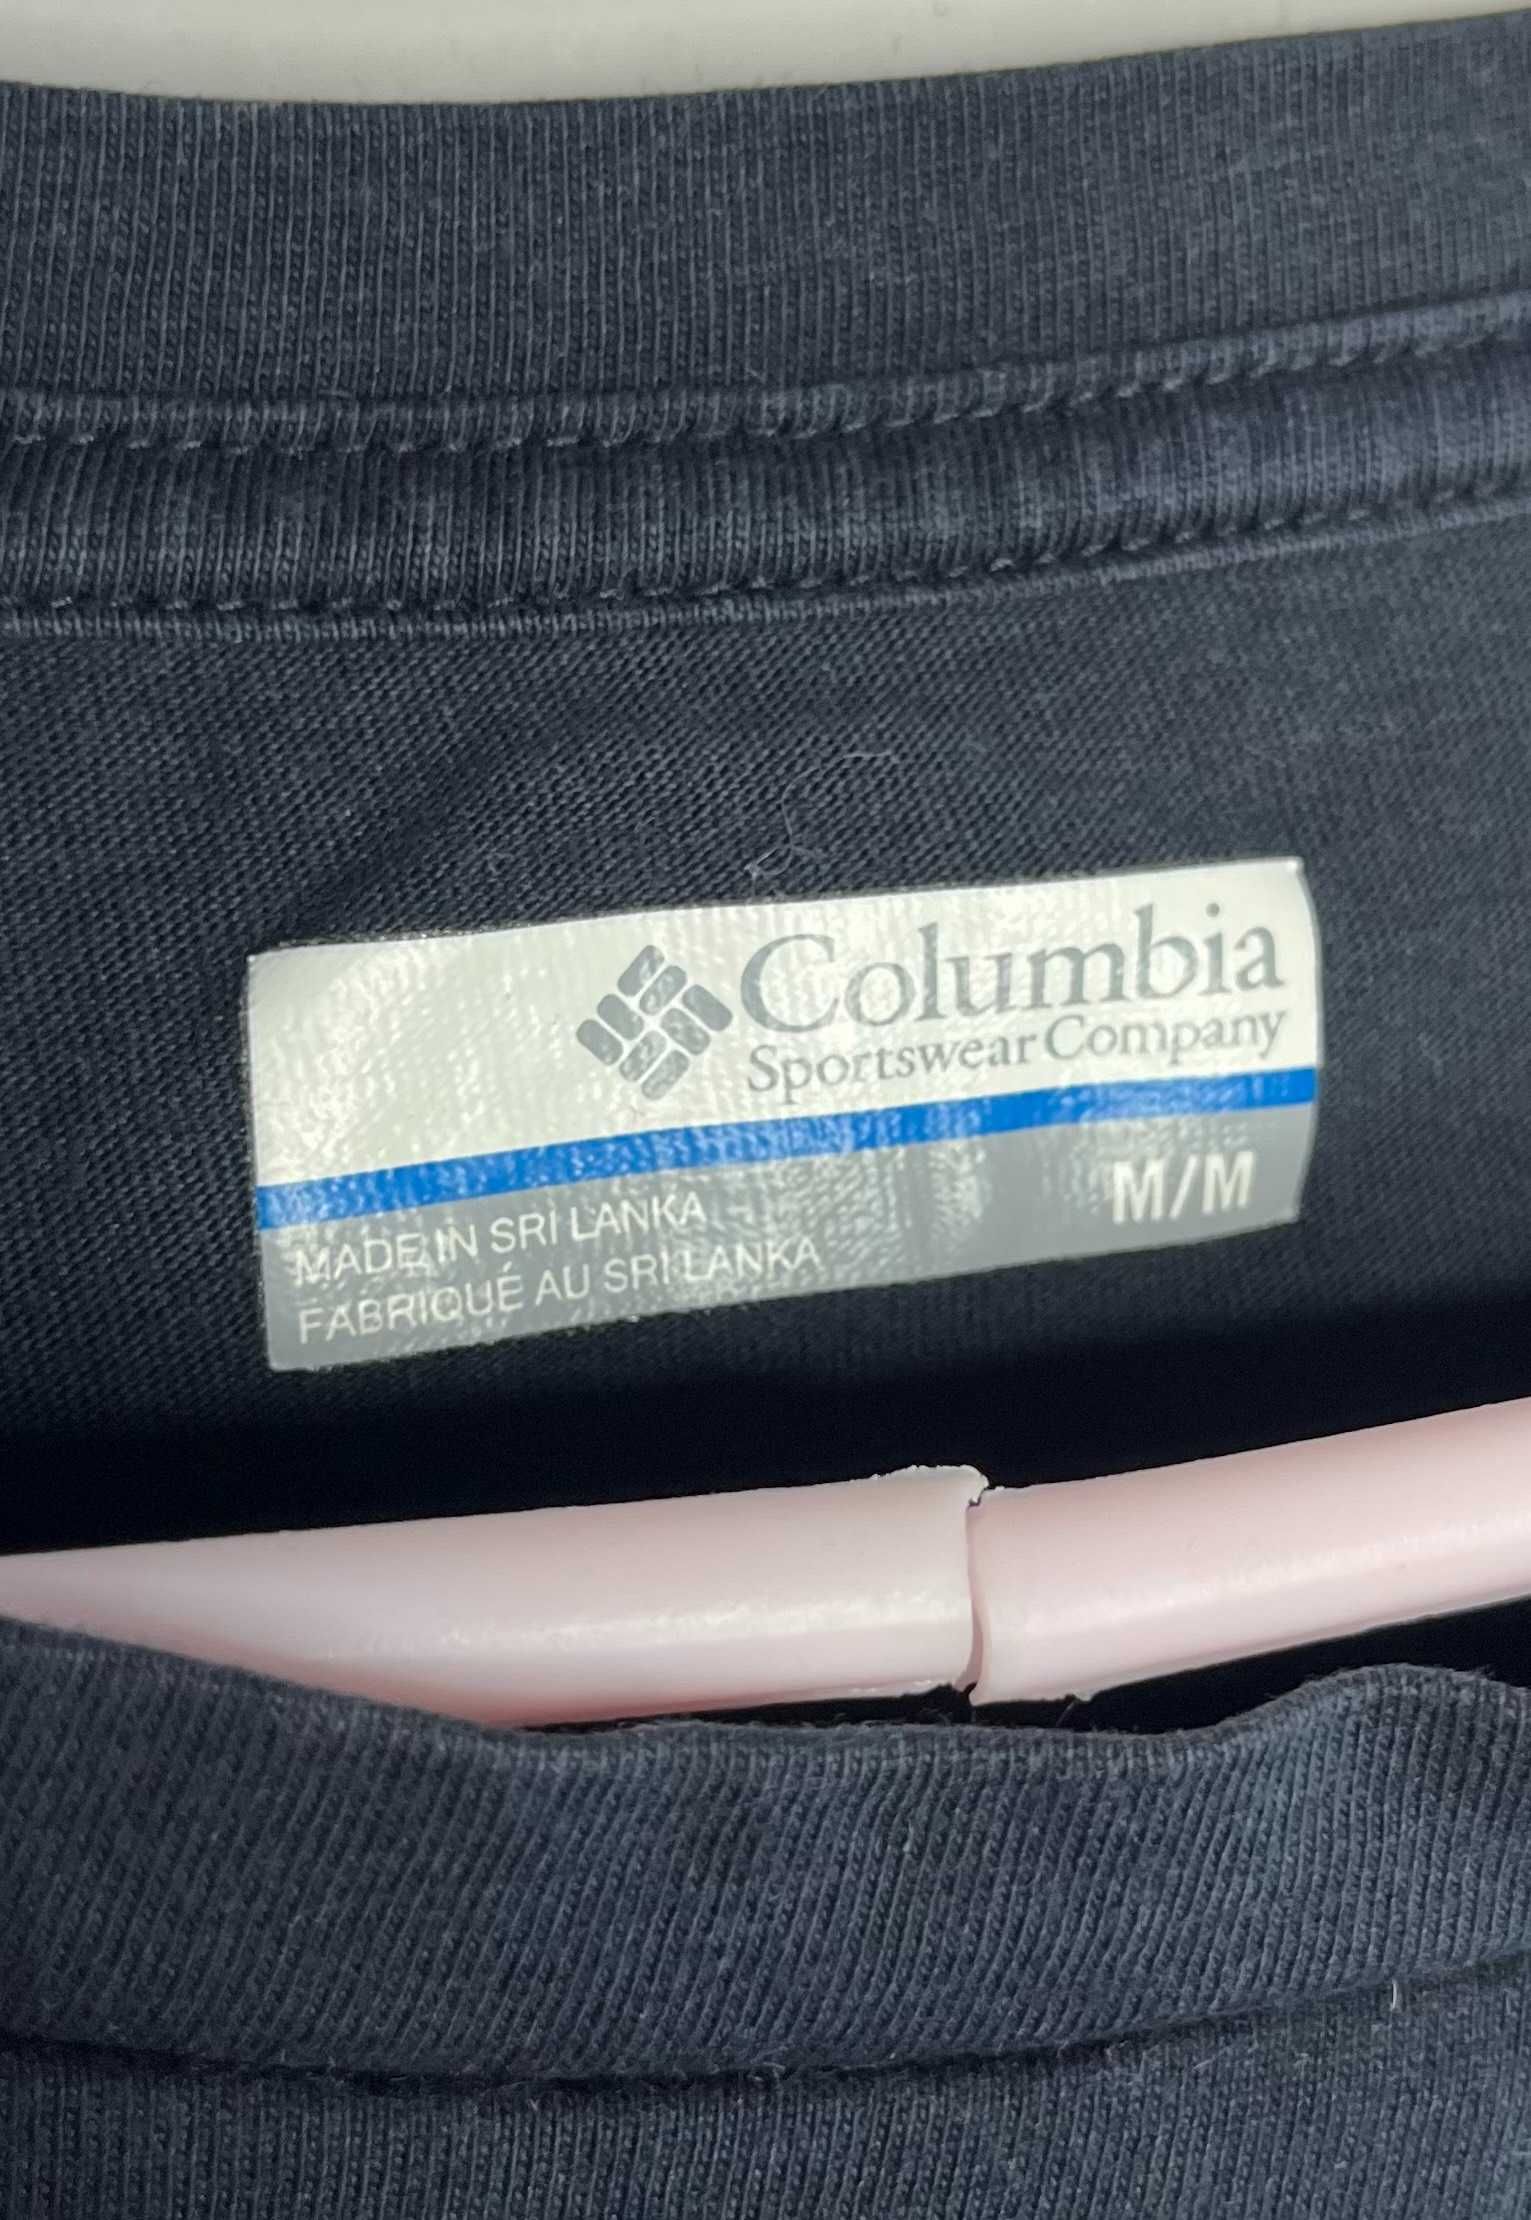 Columbia
Sportswear Company
M/M
MADE IN SRI LANKA
FABRIQUÉ AU SRI LANKA